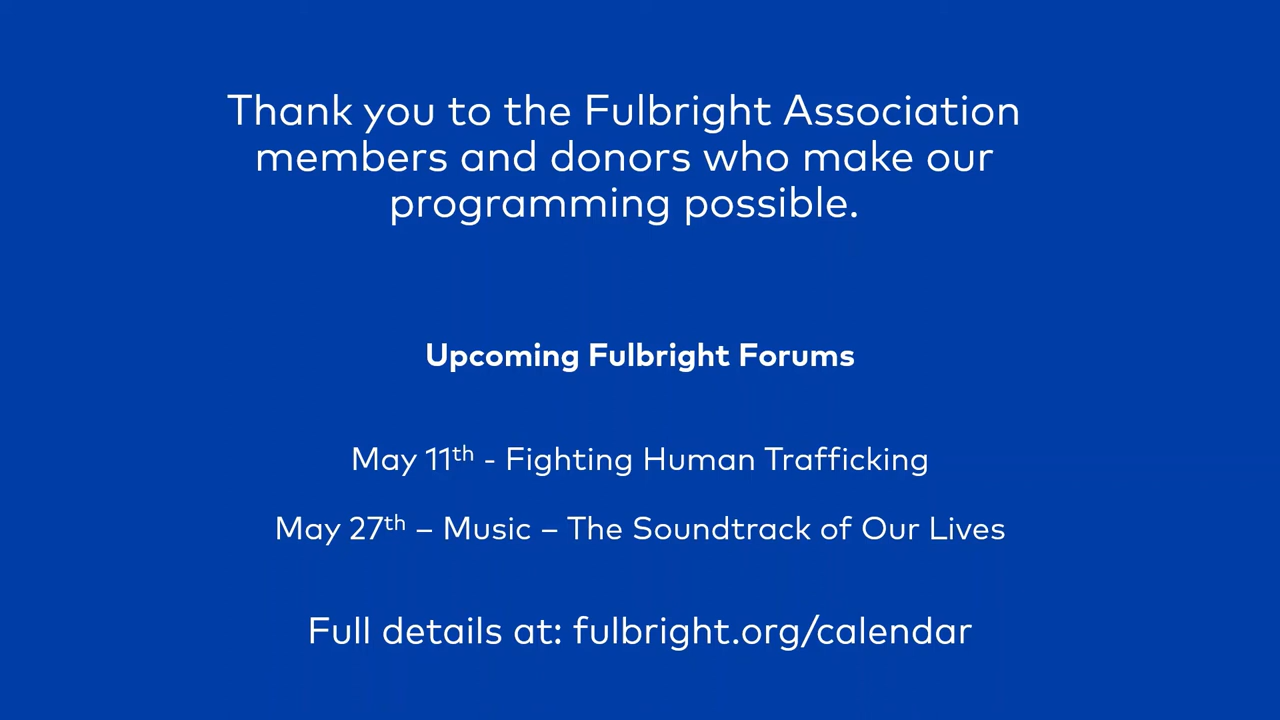 Thank you to the Fulbright Association
members and donors who make our
programming possible.
Upcoming Fulbright Forums
May 11th - Fighting Human Trafficking
May 27th – Music – The Soundtrack of Our Lives
Full details at: fulbright.org/calendar